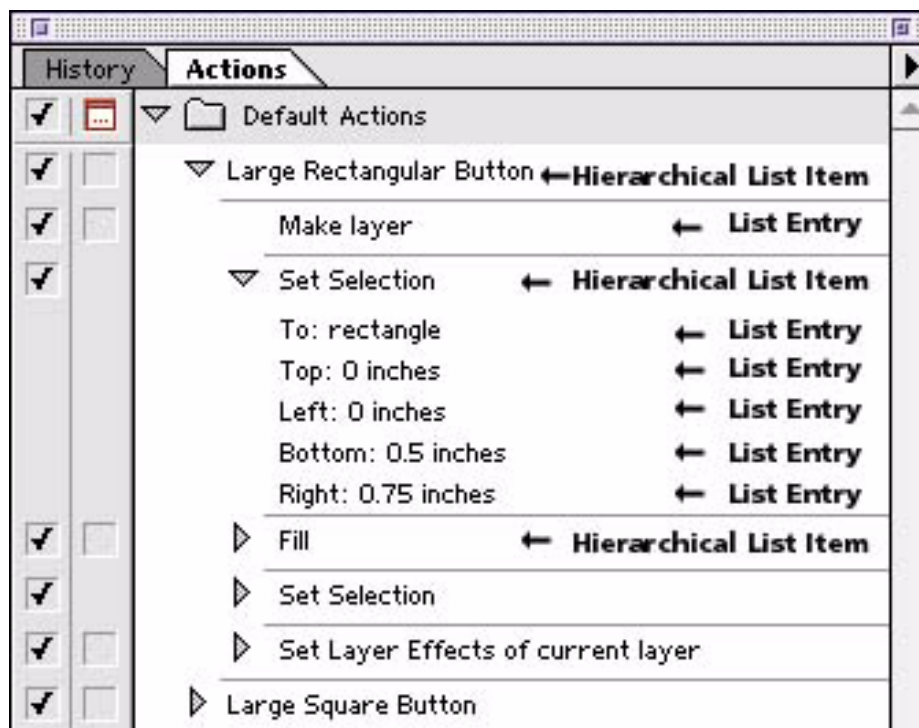 History Actions
Default Actions
Large Rectangular Button ←Hierarchical List Item
Make layer ← List Entry
Set Selection ← Hierarchical List Item
To: rectangle ← List Entry
Top: 0 inches ← List Entry
Left: 0 inches ← List Entry
Bottom: 0.5 inches ← List Entry
Right: 0.75 inches ← List Entry
Fill ← Hierarchical List Item
Set Selection
Set Layer Effects of current layer
Large Square Button